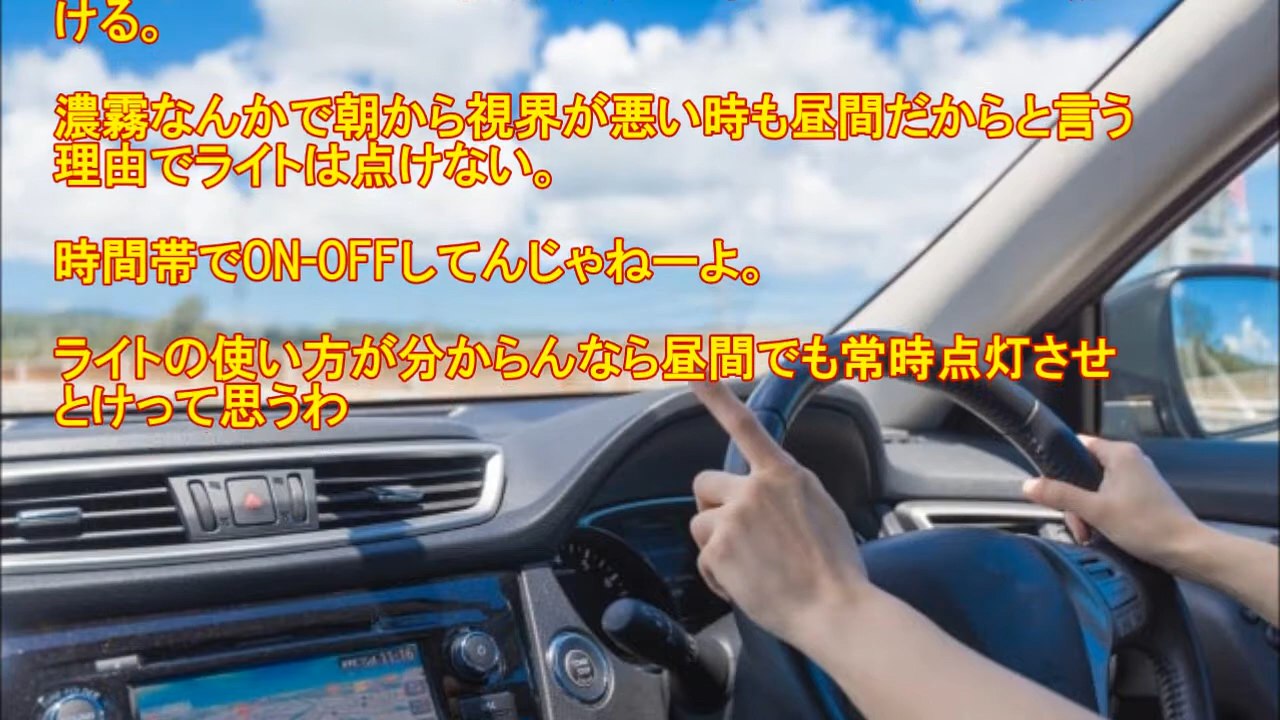 ける。
濃霧なんかで朝から視界が悪い時も昼間だからと言う
理由でライトは点けない。
時間帯でON-OFFしてんじゃねーよ。
ライトの使い方が分からんなら昼間でも常時点灯させ
とけって思うわ
11:16